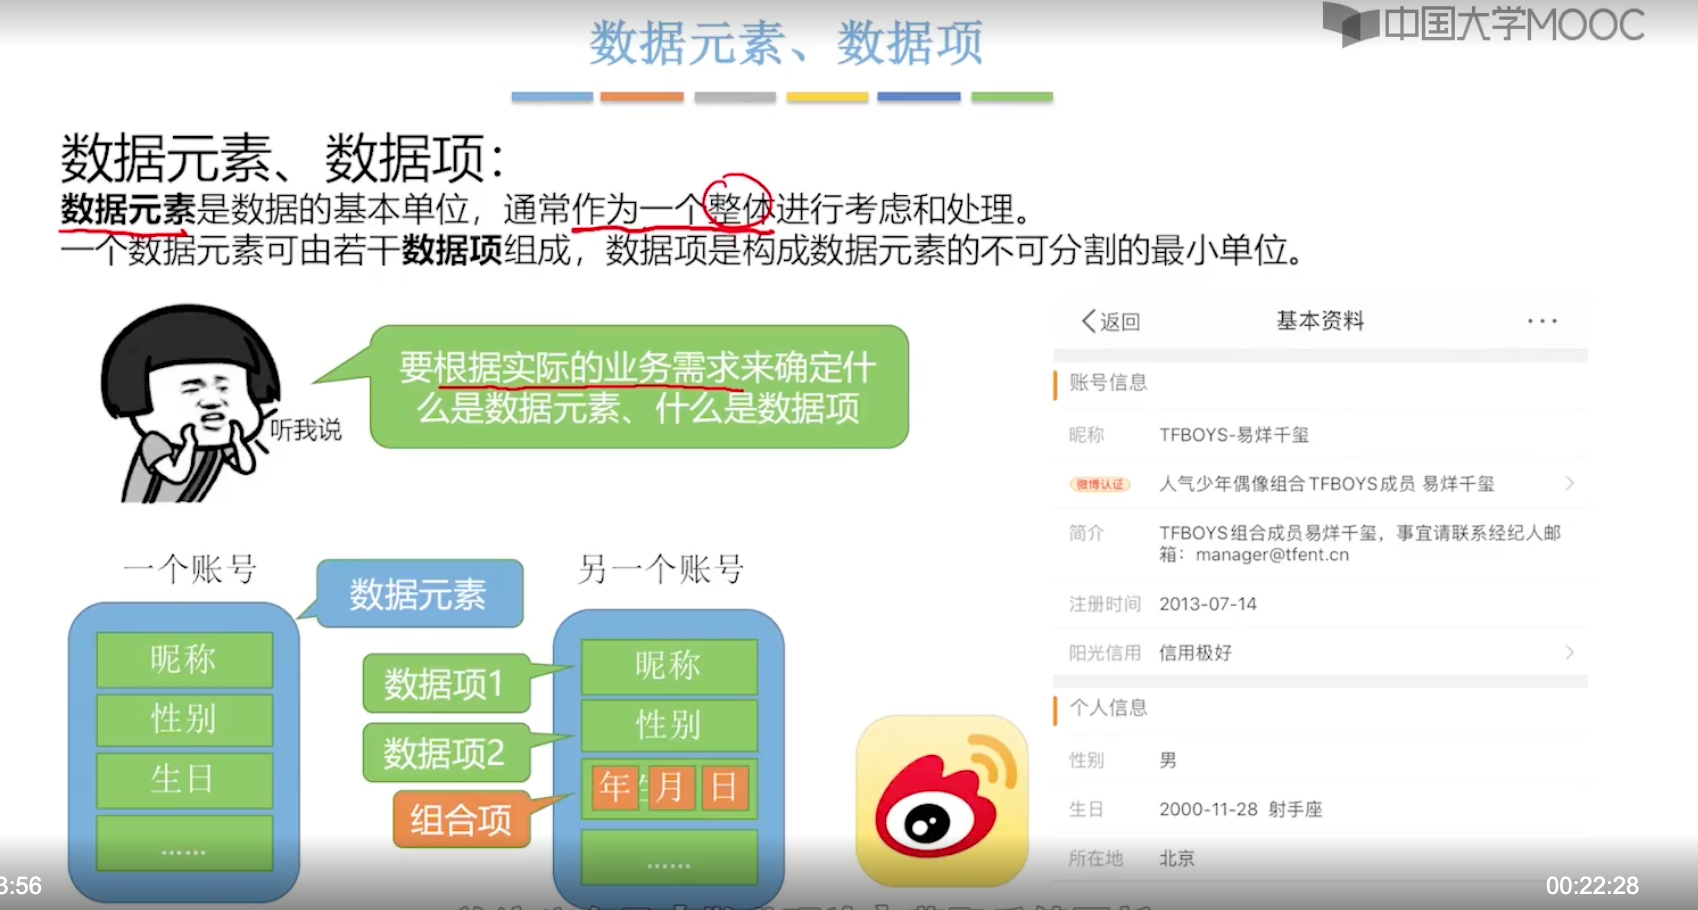 中国大学MOOC
数据元素、数据项
数据元素、数据项:
数据元素是数据的基本单位，通常作为一个整体进行考虑和处理。
一个数据元素可由若干数据项组成，数据项是构成数据元素的不可分割的最小单位。
听我说
要根据实际的业务需求来确定什
么是数据元素、什么是数据项
一个账号
数据元素
昵称
性别
生日
......
另一个账号
数据项1
数据项2
组合项
昵称
性别
年 月 日
......
返回
基本资料
...
账号信息
昵称 TFBOYS-易烊千玺
微博认证 人气少年偶像组合TFBOYS成员 易烊千玺
简介 TFBOYS组合成员易烊千玺，事宜请联系经纪人邮
箱：manager@tfent.cn
注册时间 2013-07-14
阳光信用 信用极好
个人信息
性别 男
生日 2000-11-28 射手座
所在地 北京
3:56
00:22:28